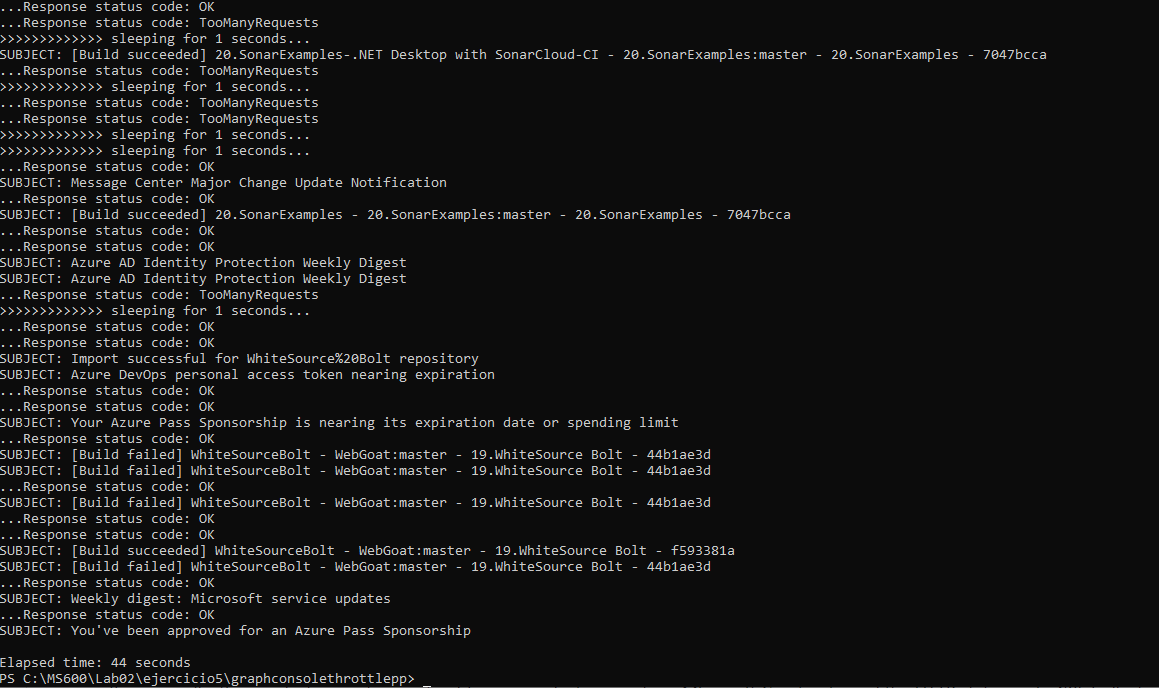 ...Response status code: OK
...Response status code: TooManyRequests
>>>>>>>>>>>>> sleeping for 1 seconds...
SUBJECT: [Build succeeded] 20.SonarExamples-.NET Desktop with SonarCloud-CI - 20.SonarExamples:master - 20.SonarExamples - 7047bcca
...Response status code: TooManyRequests
>>>>>>>>>>>>> sleeping for 1 seconds...
...Response status code: TooManyRequests
...Response status code: TooManyRequests
>>>>>>>>>>>>> sleeping for 1 seconds...
>>>>>>>>>>>>> sleeping for 1 seconds...
...Response status code: OK
SUBJECT: Message Center Major Change Update Notification
...Response status code: OK
SUBJECT: [Build succeeded] 20.SonarExamples - 20.SonarExamples:master - 20.SonarExamples - 7047bcca
...Response status code: OK
...Response status code: OK
SUBJECT: Azure AD Identity Protection Weekly Digest
SUBJECT: Azure AD Identity Protection Weekly Digest
...Response status code: TooManyRequests
>>>>>>>>>>>>> sleeping for 1 seconds...
...Response status code: OK
...Response status code: OK
SUBJECT: Import successful for WhiteSource%20Bolt repository
SUBJECT: Azure DevOps personal access token nearing expiration
...Response status code: OK
...Response status code: OK
SUBJECT: Your Azure Pass Sponsorship is nearing its expiration date or spending limit
...Response status code: OK
SUBJECT: [Build failed] WhiteSourceBolt - WebGoat:master - 19.WhiteSource Bolt - 44b1ae3d
SUBJECT: [Build failed] WhiteSourceBolt - WebGoat:master - 19.WhiteSource Bolt - 44b1ae3d
...Response status code: OK
SUBJECT: [Build failed] WhiteSourceBolt - WebGoat:master - 19.WhiteSource Bolt - 44b1ae3d
...Response status code: OK
...Response status code: OK
SUBJECT: [Build succeeded] WhiteSourceBolt - WebGoat:master - 19.WhiteSource Bolt - f593381a
SUBJECT: [Build failed] WhiteSourceBolt - WebGoat:master - 19.WhiteSource Bolt - 44b1ae3d
...Response status code: OK
SUBJECT: Weekly digest: Microsoft service updates
...Response status code: OK
SUBJECT: You've been approved for an Azure Pass Sponsorship
Elapsed time: 44 seconds
PS C:\MS600\Lab02\ejercicio5\graphconsolethrottlepp>